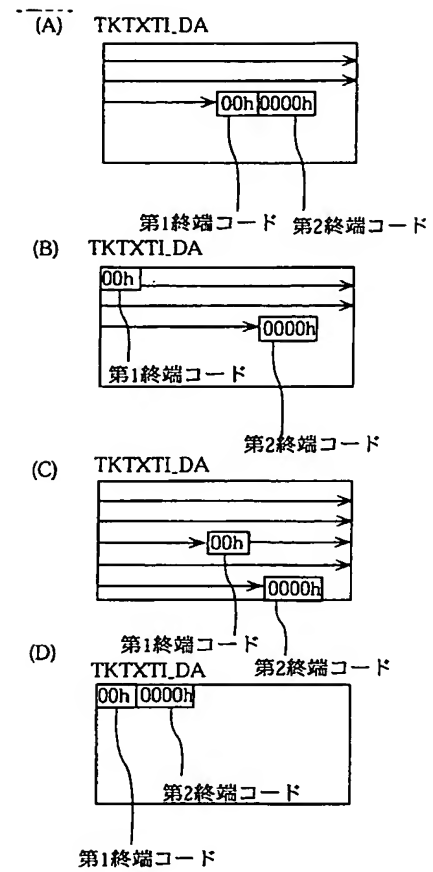 (A) TKTXTI_DA
00h 0000h
第1終端コード 第2終端コード
(B) TKTXTI_DA
00h
0000h
第1終端コード
第2終端コード
(C) TKTXTI_DA
00h
0000h
第1終端コード
第2終端コード
(D) TKTXTI_DA
00h 0000h
第2終端コード
第1終端コード